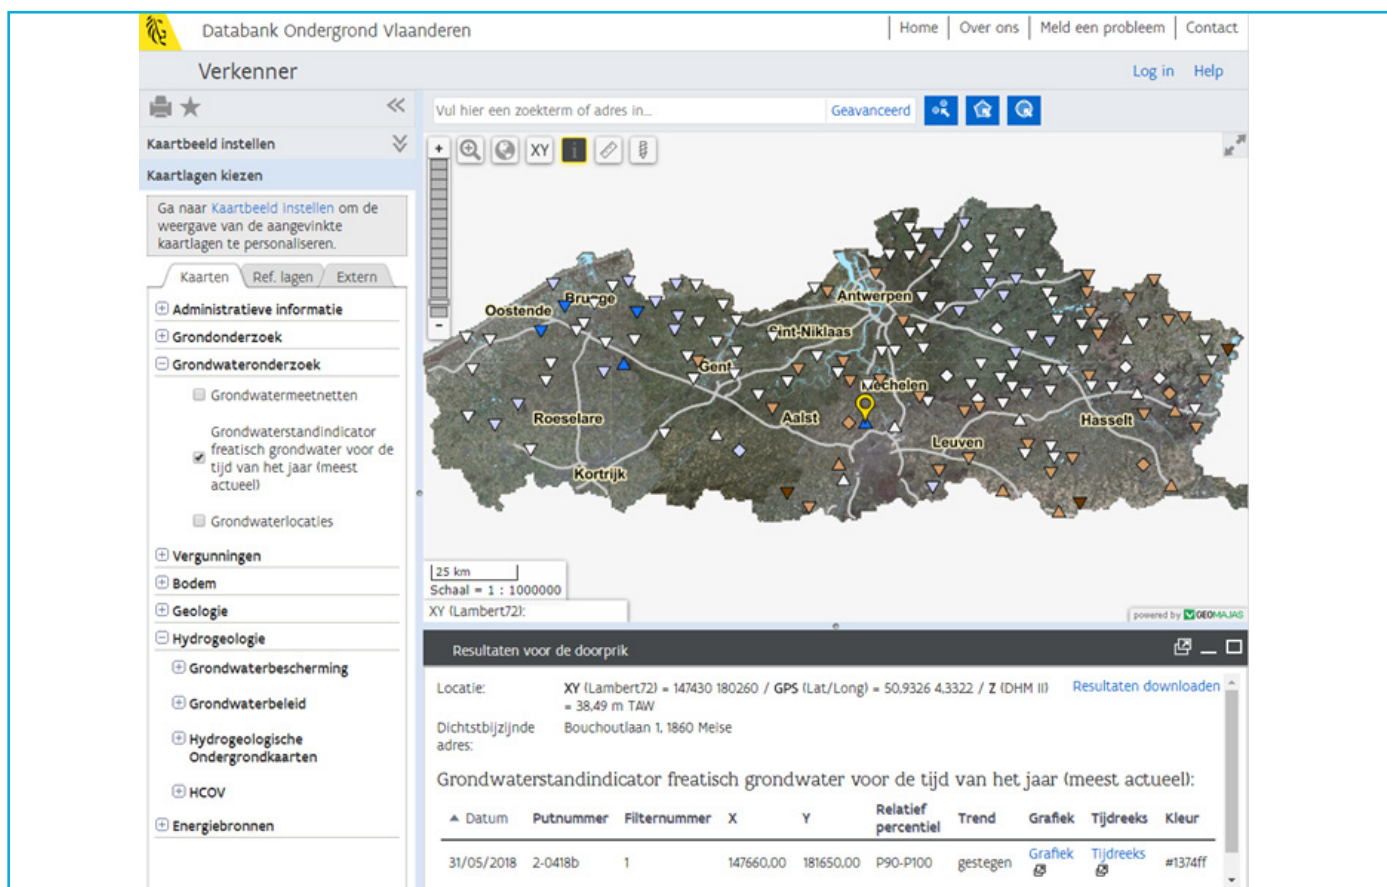 Databank Ondergrond Vlaanderen
Home
Over ons
Meld een probleem
Contact
Verkenner
Log in
Help
Kaartbeeld instellen
Kaartlagen kiezen
Ga naar Kaartbeeld instellen om de
weergave van de aangevinkte
kaartlagen te personaliseren.
Kaarten
Ref. lagen
Extern
Administratieve informatie
Grondonderzoek
Grondwateronderzoek
Grondwatermeetnetten
Grondwaterstandindicator
freatisch grondwater voor de
tijd van het jaar (meest
actueel)
Grondwaterlocaties
Vergunningen
Bodem
Geologie
Hydrogeologie
Grondwaterbescherming
Grondwaterbeleid
Hydrogeologische
Ondergrondkaarten
HCOV
Energiebronnen
Vul hier een zoekterm of adres in...
Geavanceerd
+
XY
i
-
Oostende
Brugge
Antwerpen
Sint-Niklaas
Gent
Mechelen
Roeselare
Aalst
Hasselt
Leuven
Kortrijk
25 km
Schaal = 1 : 1000000
XY (Lambert72):
powered by GEOMAJAS
Resultaten voor de doorprik
Locatie: XY (Lambert72) = 147430 180260 / GPS (Lat/Long) = 50,9326 4,3322 / Z (DHM II)
= 38,49 m TAW
Resultaten downloaden
Dichtstbijzijnde
adres:
Bouchoutlaan 1, 1860 Meise
Grondwaterstandindicator freatisch grondwater voor de tijd van het jaar (meest actueel):
Datum Putnummer Filternummer X Y Relatief percentiel Trend Grafiek Tijdreeks Kleur
31/05/2018 2-0418b 1 147660,00 181650,00 P90-P100 gestegen Grafiek Tijdreeks #1374ff